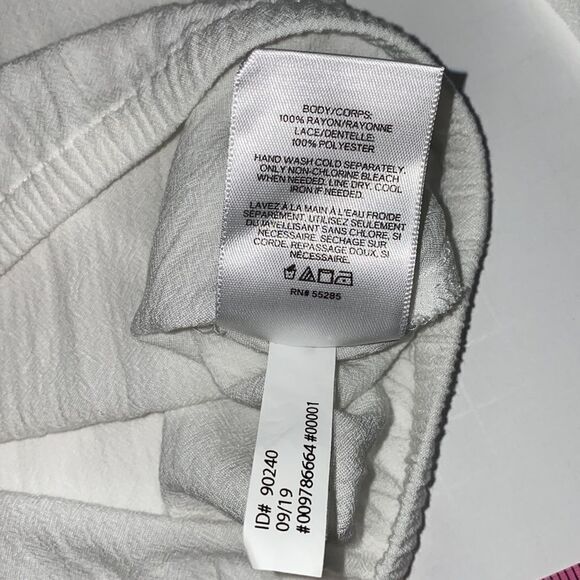 BODY/CORPS:
100% RAYON/RAYONNE
LACE/DENTELLE:
100% POLYESTER
HAND WASH COLD SEPARATELY.
ONLY NON-CHLORINE BLEACH
WHEN NEEDED. LINE DRY. COOL
IRON IF NEEDED.
LAVEZ À LA MAIN À L'EAU FROIDE
SÉPARÉMENT. UTILISEZ SEULEMENT
DU JAVELLISANT SANS CHLORE, SI
NÉCESSAIRE. SÉCHAGE SUR
CORDE. REPASSAGE DOUX, SI
NÉCESSAIRE.
RN# 55285
ID# 90240
09/19
#009786664 #00001